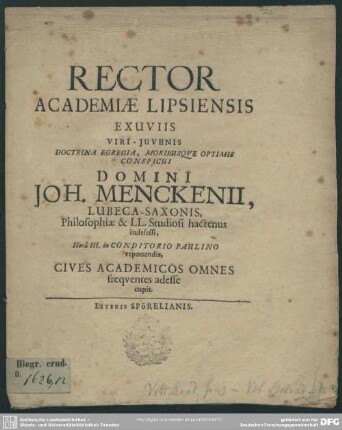 RECTOR
ACADEMIÆ LIPSIENSIS
EXUVIIS
VIRI-JUVENIS
DOCTRINA EGREGIA, MORIBUSQVE OPTIMIS
CONSPICUI
DOMINI
JOH. MENCKENII,
LUBECA-SAXONIS,
Philosophiæ & LL. Studiosi hactenus
indefessi,
Horâ III. in CONDITORIO PAULINO
reponendis,
CIVES ACADEMICOS OMNES
freqventes adesse
cupit.
LITERIS SPÖRELIANIS.
Biogr. erud.
D.
1626,12